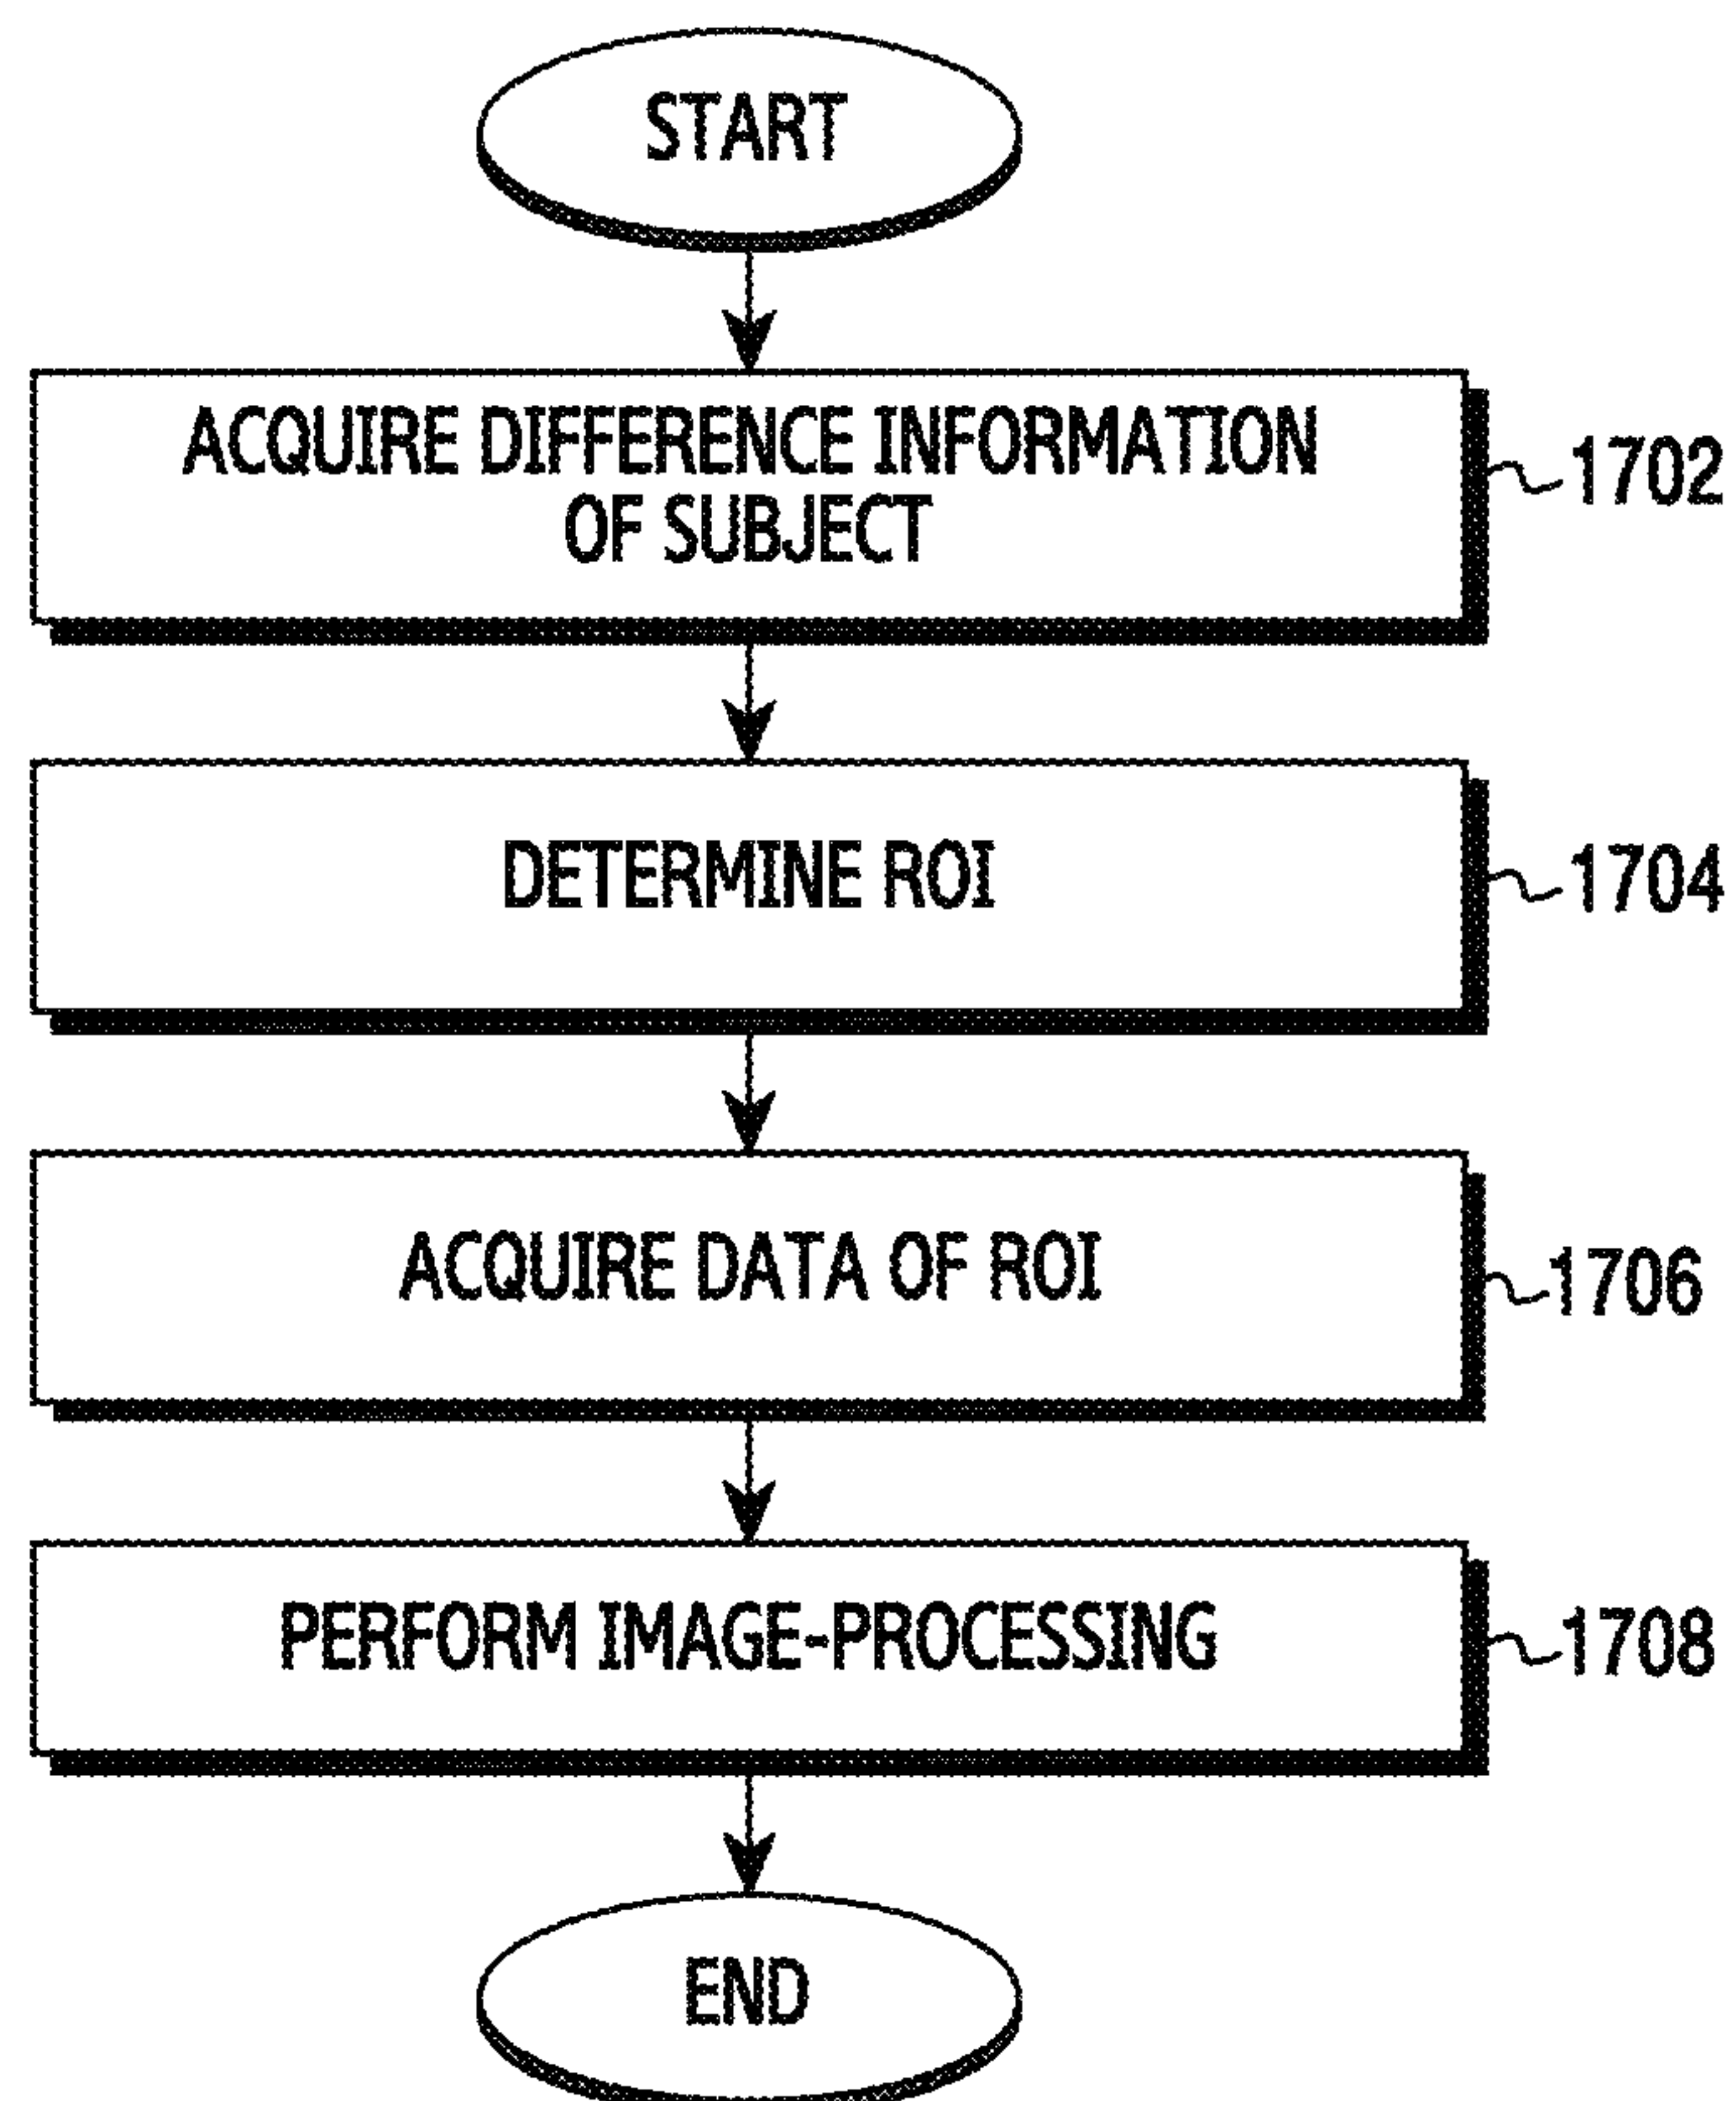 START
ACQUIRE DIFFERENCE INFORMATION
OF SUBJECT
1702
DETERMINE ROI
1704
ACQUIRE DATA OF ROI
1706
PERFORM IMAGE-PROCESSING
1708
END